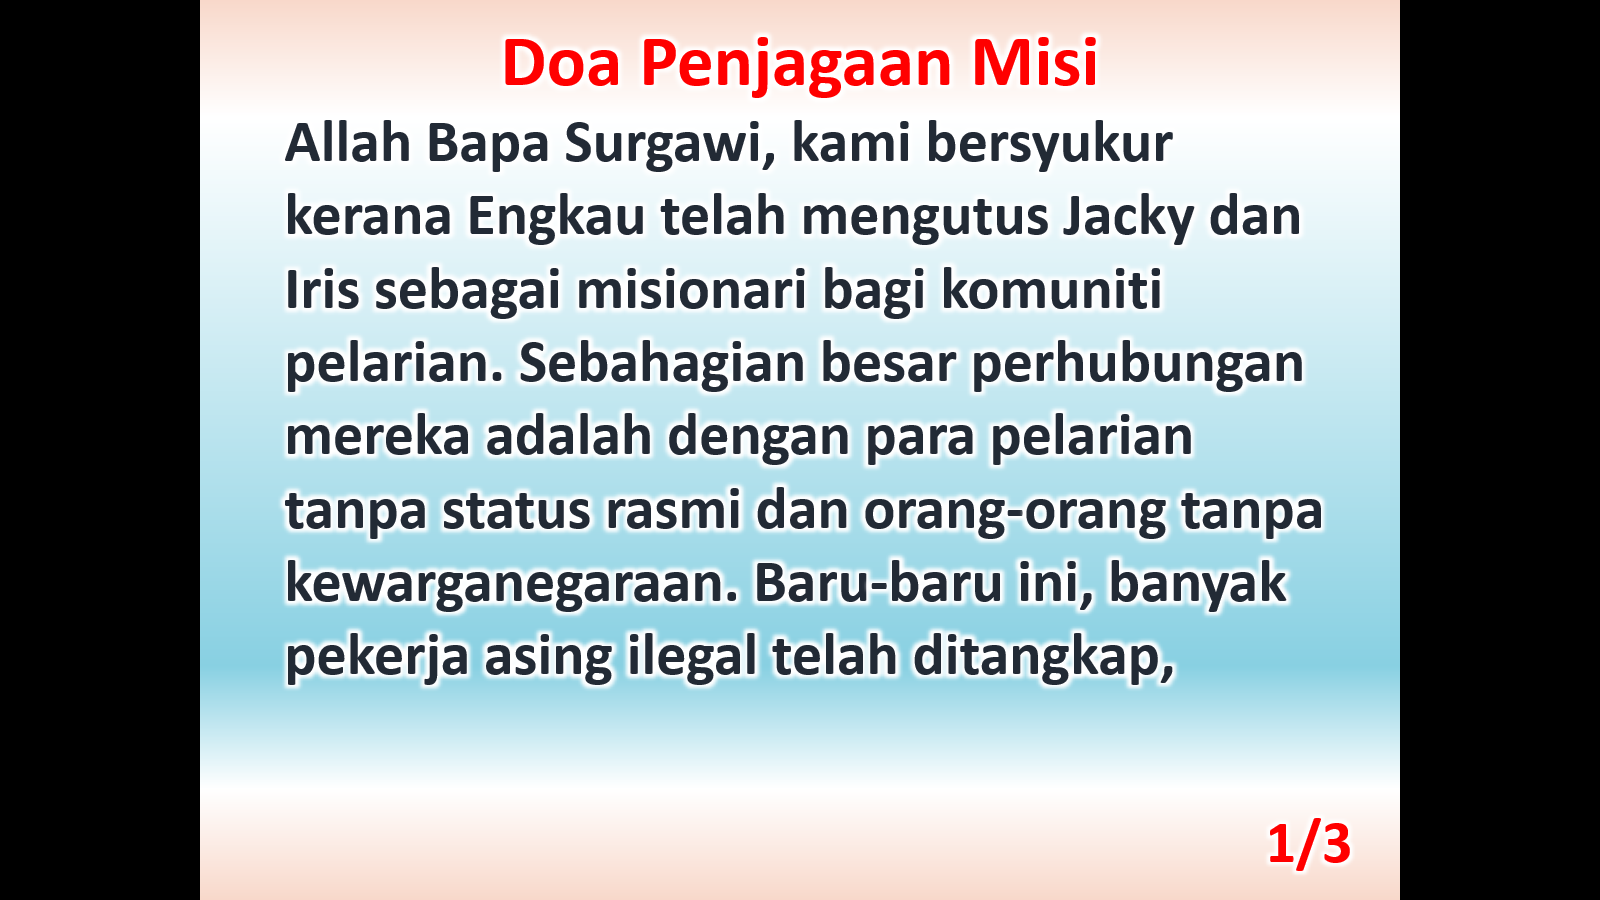 Doa Penjagaan Misi
Allah Bapa Surgawi, kami bersyukur
kerana Engkau telah mengutus Jacky dan
Iris sebagai misionari bagi komuniti
pelarian. Sebahagian besar perhubungan
mereka adalah dengan para pelarian
tanpa status rasmi dan orang-orang tanpa
kewarganegaraan. Baru-baru ini, banyak
pekerja asing ilegal telah ditangkap,
1/3